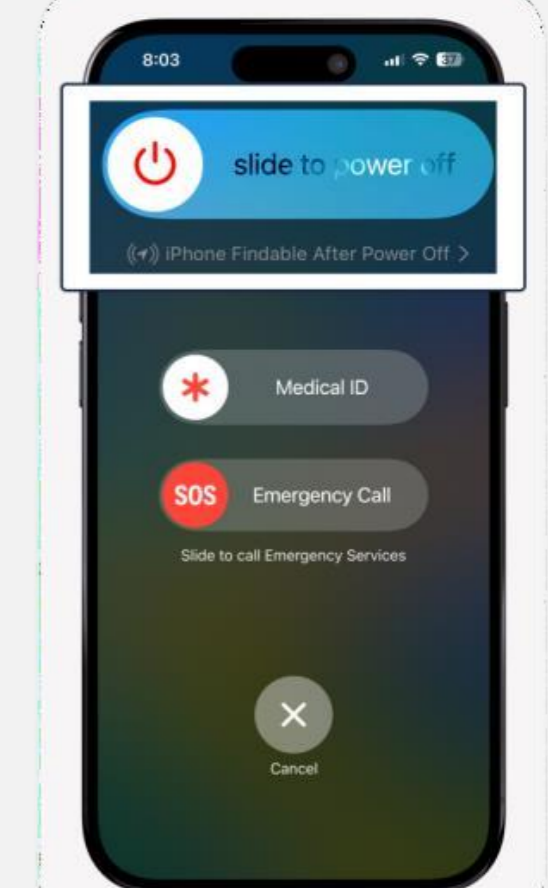 8:03
37
slide to power off
iPhone Findable After Power Off
Medical ID
SOS Emergency Call
Slide to call Emergency Services
Cancel